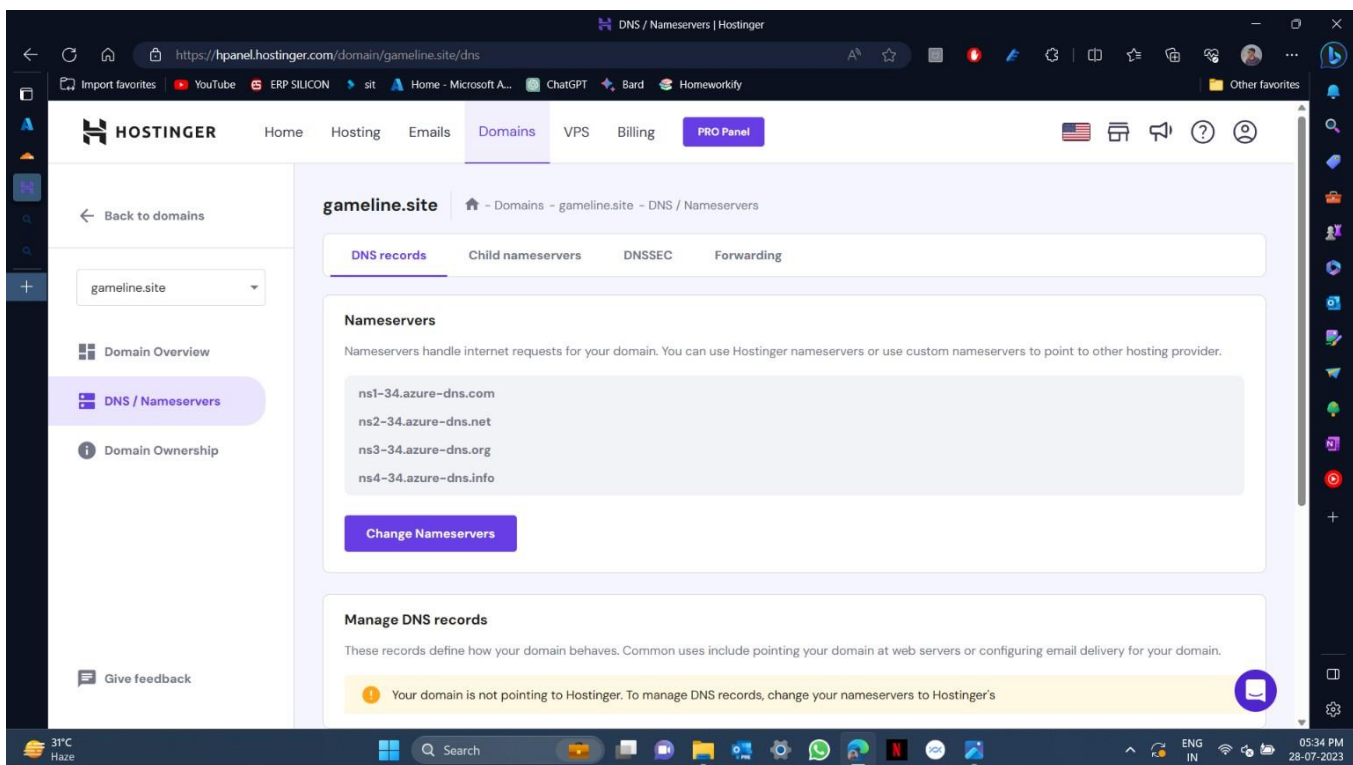 DNS / Nameservers | Hostinger
https://hpanel.hostinger.com/domain/gameline.site/dns
Import favorites YouTube ERP SILICON sit Home - Microsoft A... ChatGPT Bard Homeworkify Other favorites
HOSTINGER Home Hosting Emails Domains VPS Billing PRO Panel
Back to domains
gameline.site
Domain Overview
DNS / Nameservers
Domain Ownership
Give feedback
gameline.site - Domains - gameline.site - DNS / Nameservers
DNS records Child nameservers DNSSEC Forwarding
Nameservers
Nameservers handle internet requests for your domain. You can use Hostinger nameservers or use custom nameservers to point to other hosting provider.
ns1-34.azure-dns.com
ns2-34.azure-dns.net
ns3-34.azure-dns.org
ns4-34.azure-dns.info
Change Nameservers
Manage DNS records
These records define how your domain behaves. Common uses include pointing your domain at web servers or configuring email delivery for your domain.
Your domain is not pointing to Hostinger. To manage DNS records, change your nameservers to Hostinger's
31°C
Haze
Search
ENG
IN
05:34 PM
28-07-2023